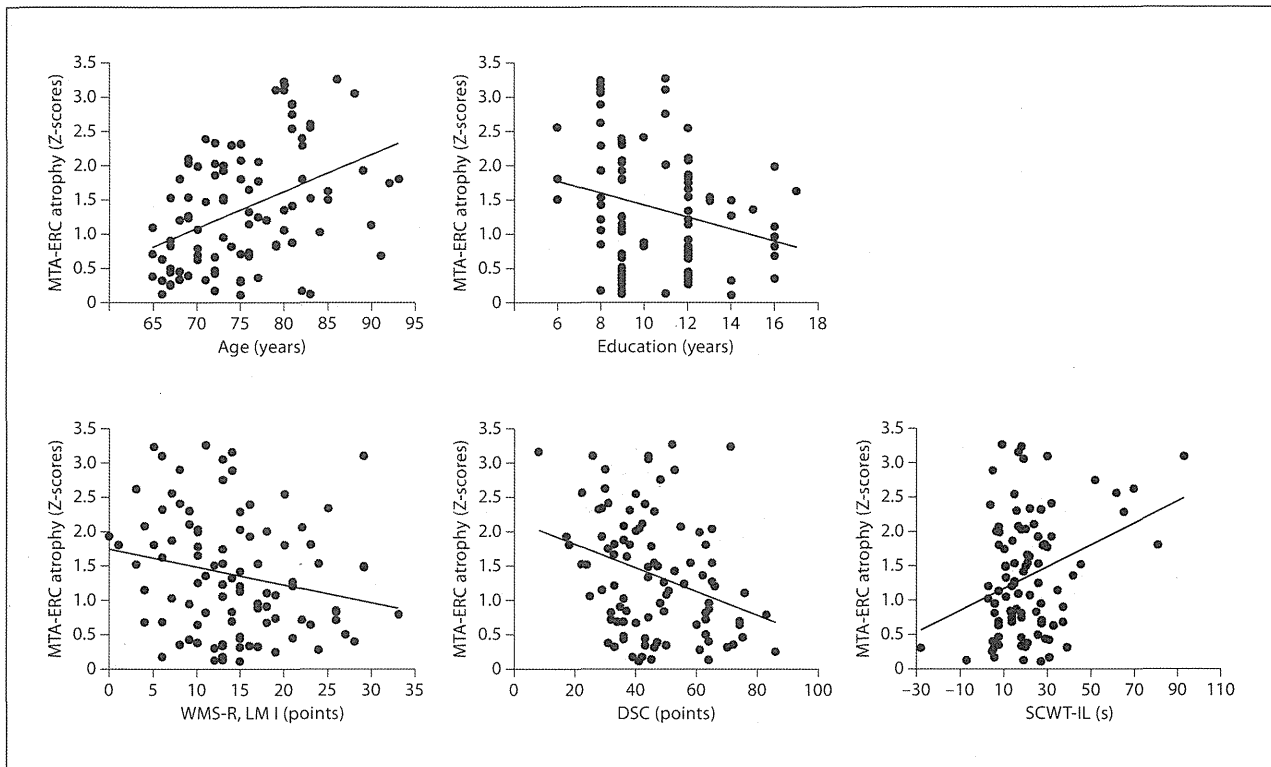 MTA-ERC atrophy (Z-scores)
3.5
3.0
2.5
2.0
1.5
1.0
0.5
0
65 70 75 80 85 90 95
Age (years)
MTA-ERC atrophy (Z-scores)
3.5
3.0
2.5
2.0
1.5
1.0
0.5
0
6 8 10 12 14 16 18
Education (years)
MTA-ERC atrophy (Z-scores)
3.5
3.0
2.5
2.0
1.5
1.0
0.5
0
0 5 10 15 20 25 30 35
WMS-R, LM I (points)
MTA-ERC atrophy (Z-scores)
3.5
3.0
2.5
2.0
1.5
1.0
0.5
0
0 20 40 60 80 100
DSC (points)
MTA-ERC atrophy (Z-scores)
3.5
3.0
2.5
2.0
1.5
1.0
0.5
0
−30 −10 10 30 50 70 90 110
SCWT-IL (s)